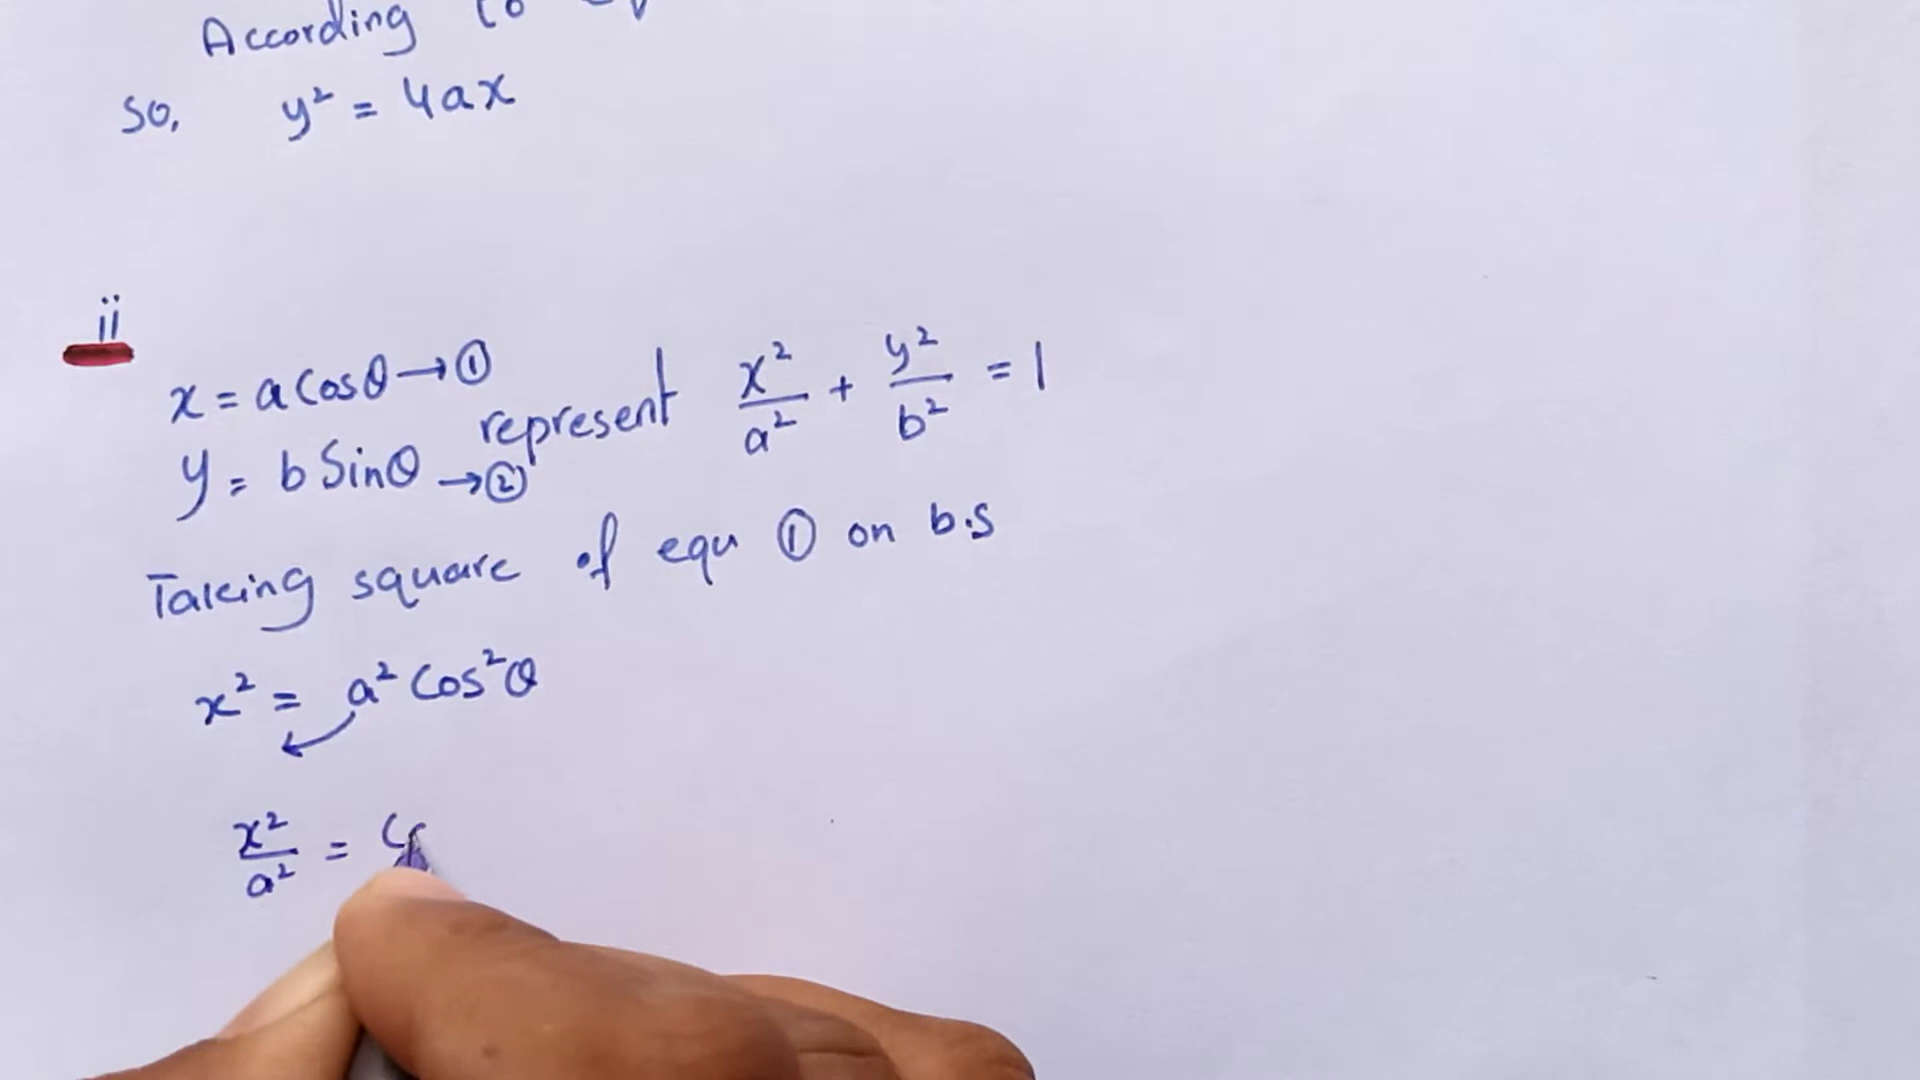 According to
So, y² = 4ax
ii
x = a Cosθ → ①
y = b Sinθ → ② represent x²/a² + y²/b² = 1
Taking square of equ ① on b.s
x² = a² Cos²θ
x²/a² =